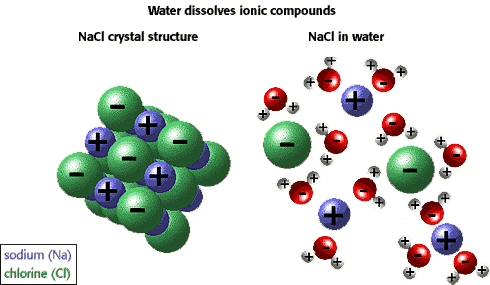 Water dissolves ionic compounds
NaCl crystal structure
NaCl in water
sodium (Na)
chlorine (Cl)